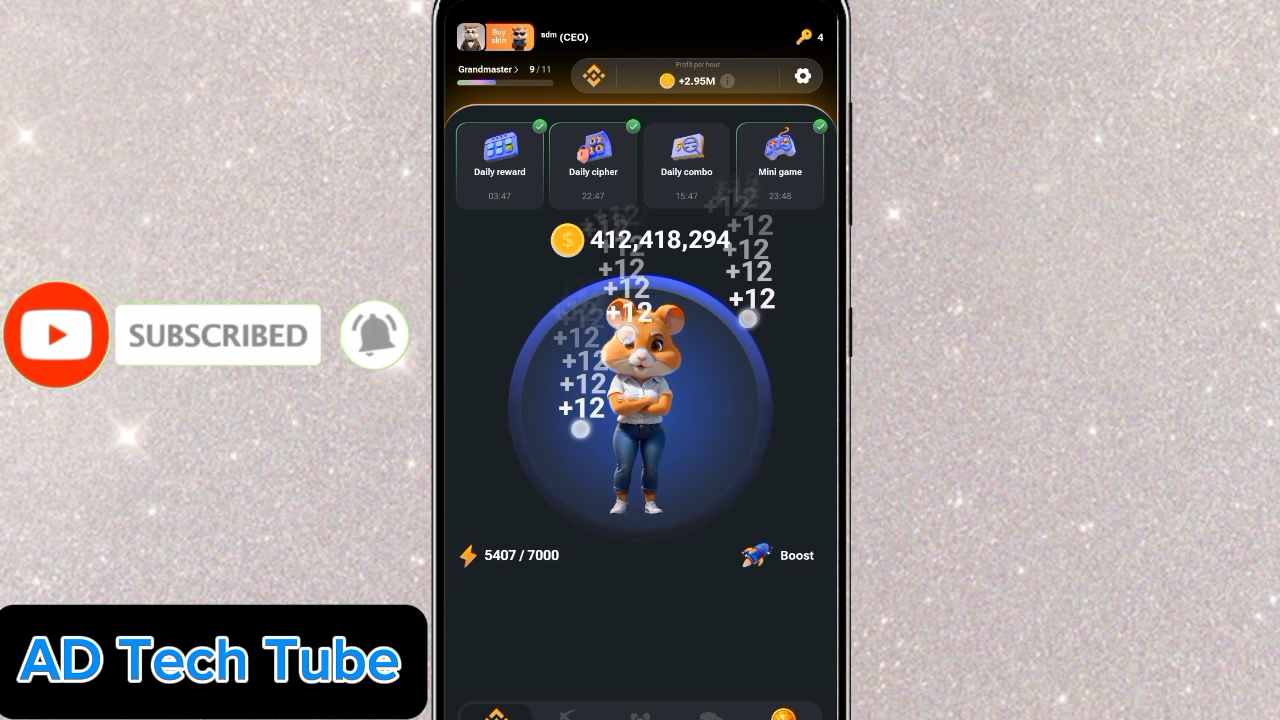 Buy
skin
adm (CEO)
4
Grandmaster > 9 / 11
Profit per hour
+2.95M
Daily reward
03:47
Daily cipher
22:47
Daily combo
15:47
Mini game
23:48
412,418,294
+12
+12
+12
+12
+12
+12
+12
+12
+12
+12
+12
+12
SUBSCRIBED
5407 / 7000
Boost
AD Tech Tube